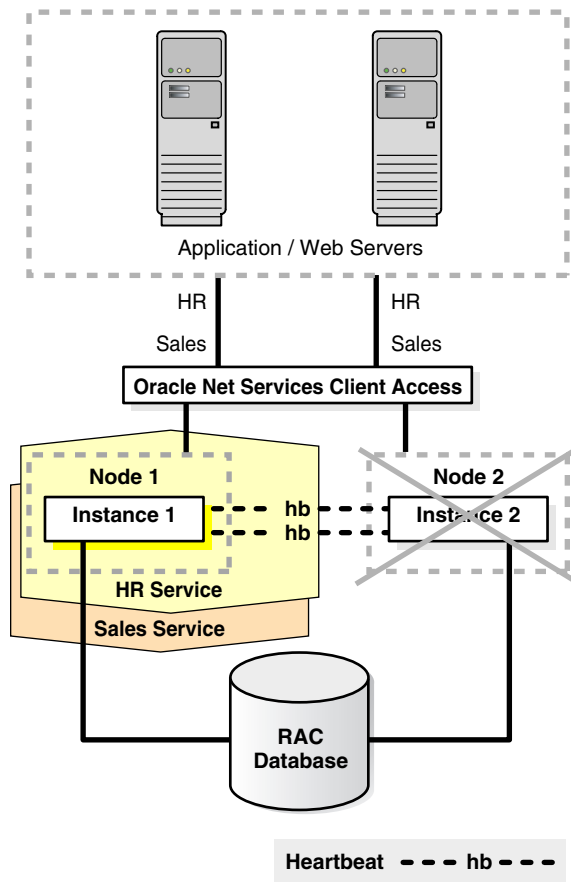 Application / Web Servers
HR
HR
Sales
Sales
Oracle Net Services Client Access
Node 1
Node 2
Instance 1
hb
hb
Instance 2
HR Service
Sales Service
RAC
Database
Heartbeat
hb